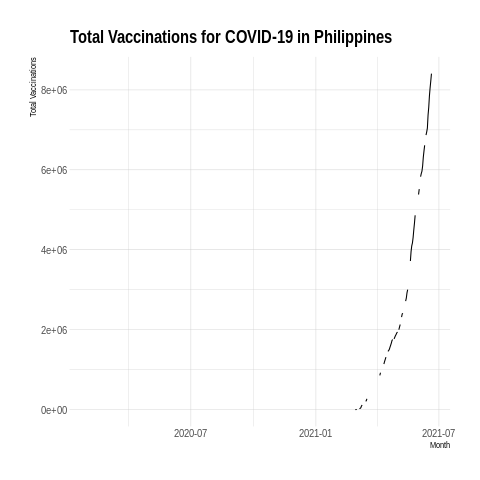 Total Vaccinations for COVID-19 in Philippines
Total Vaccinations
8e+06
6e+06
4e+06
2e+06
0e+00
2020-07
2021-01
2021-07
Month